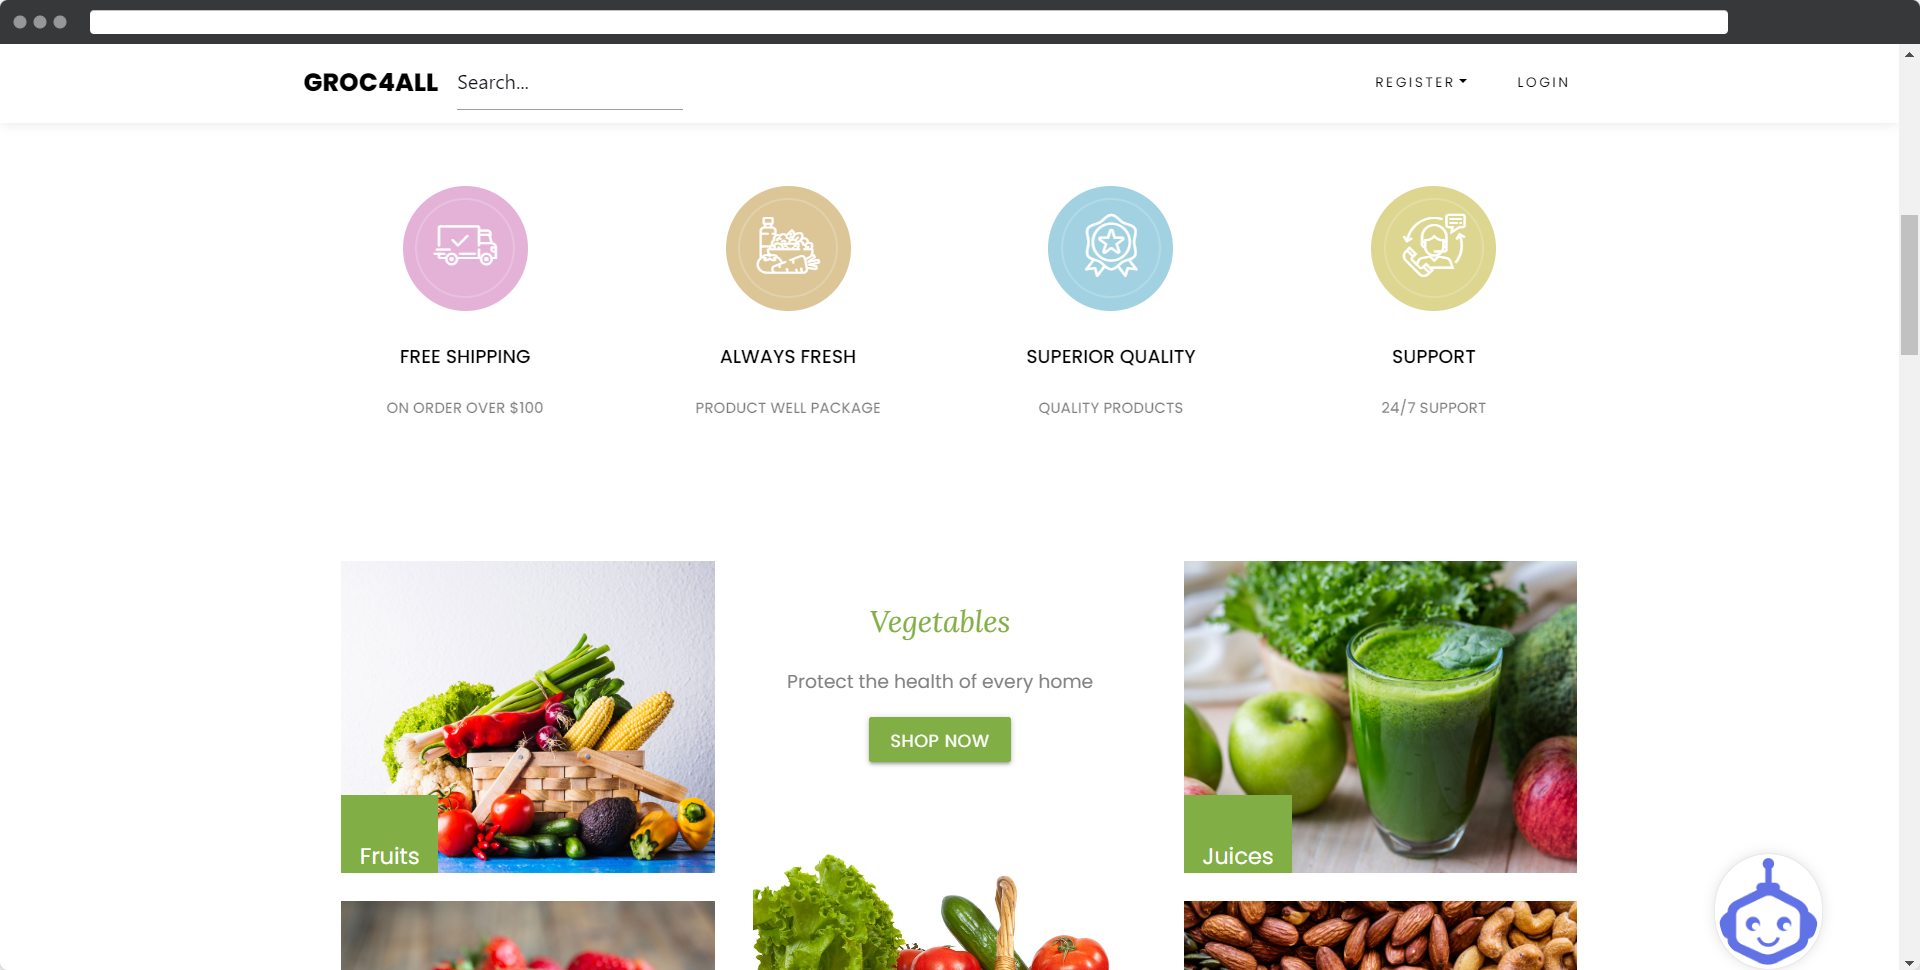 GROC4ALL
Search...
REGISTER
LOGIN
FREE SHIPPING
ON ORDER OVER $100
ALWAYS FRESH
PRODUCT WELL PACKAGE
SUPERIOR QUALITY
QUALITY PRODUCTS
SUPPORT
24/7 SUPPORT
Fruits
Vegetables
Protect the health of every home
SHOP NOW
Juices